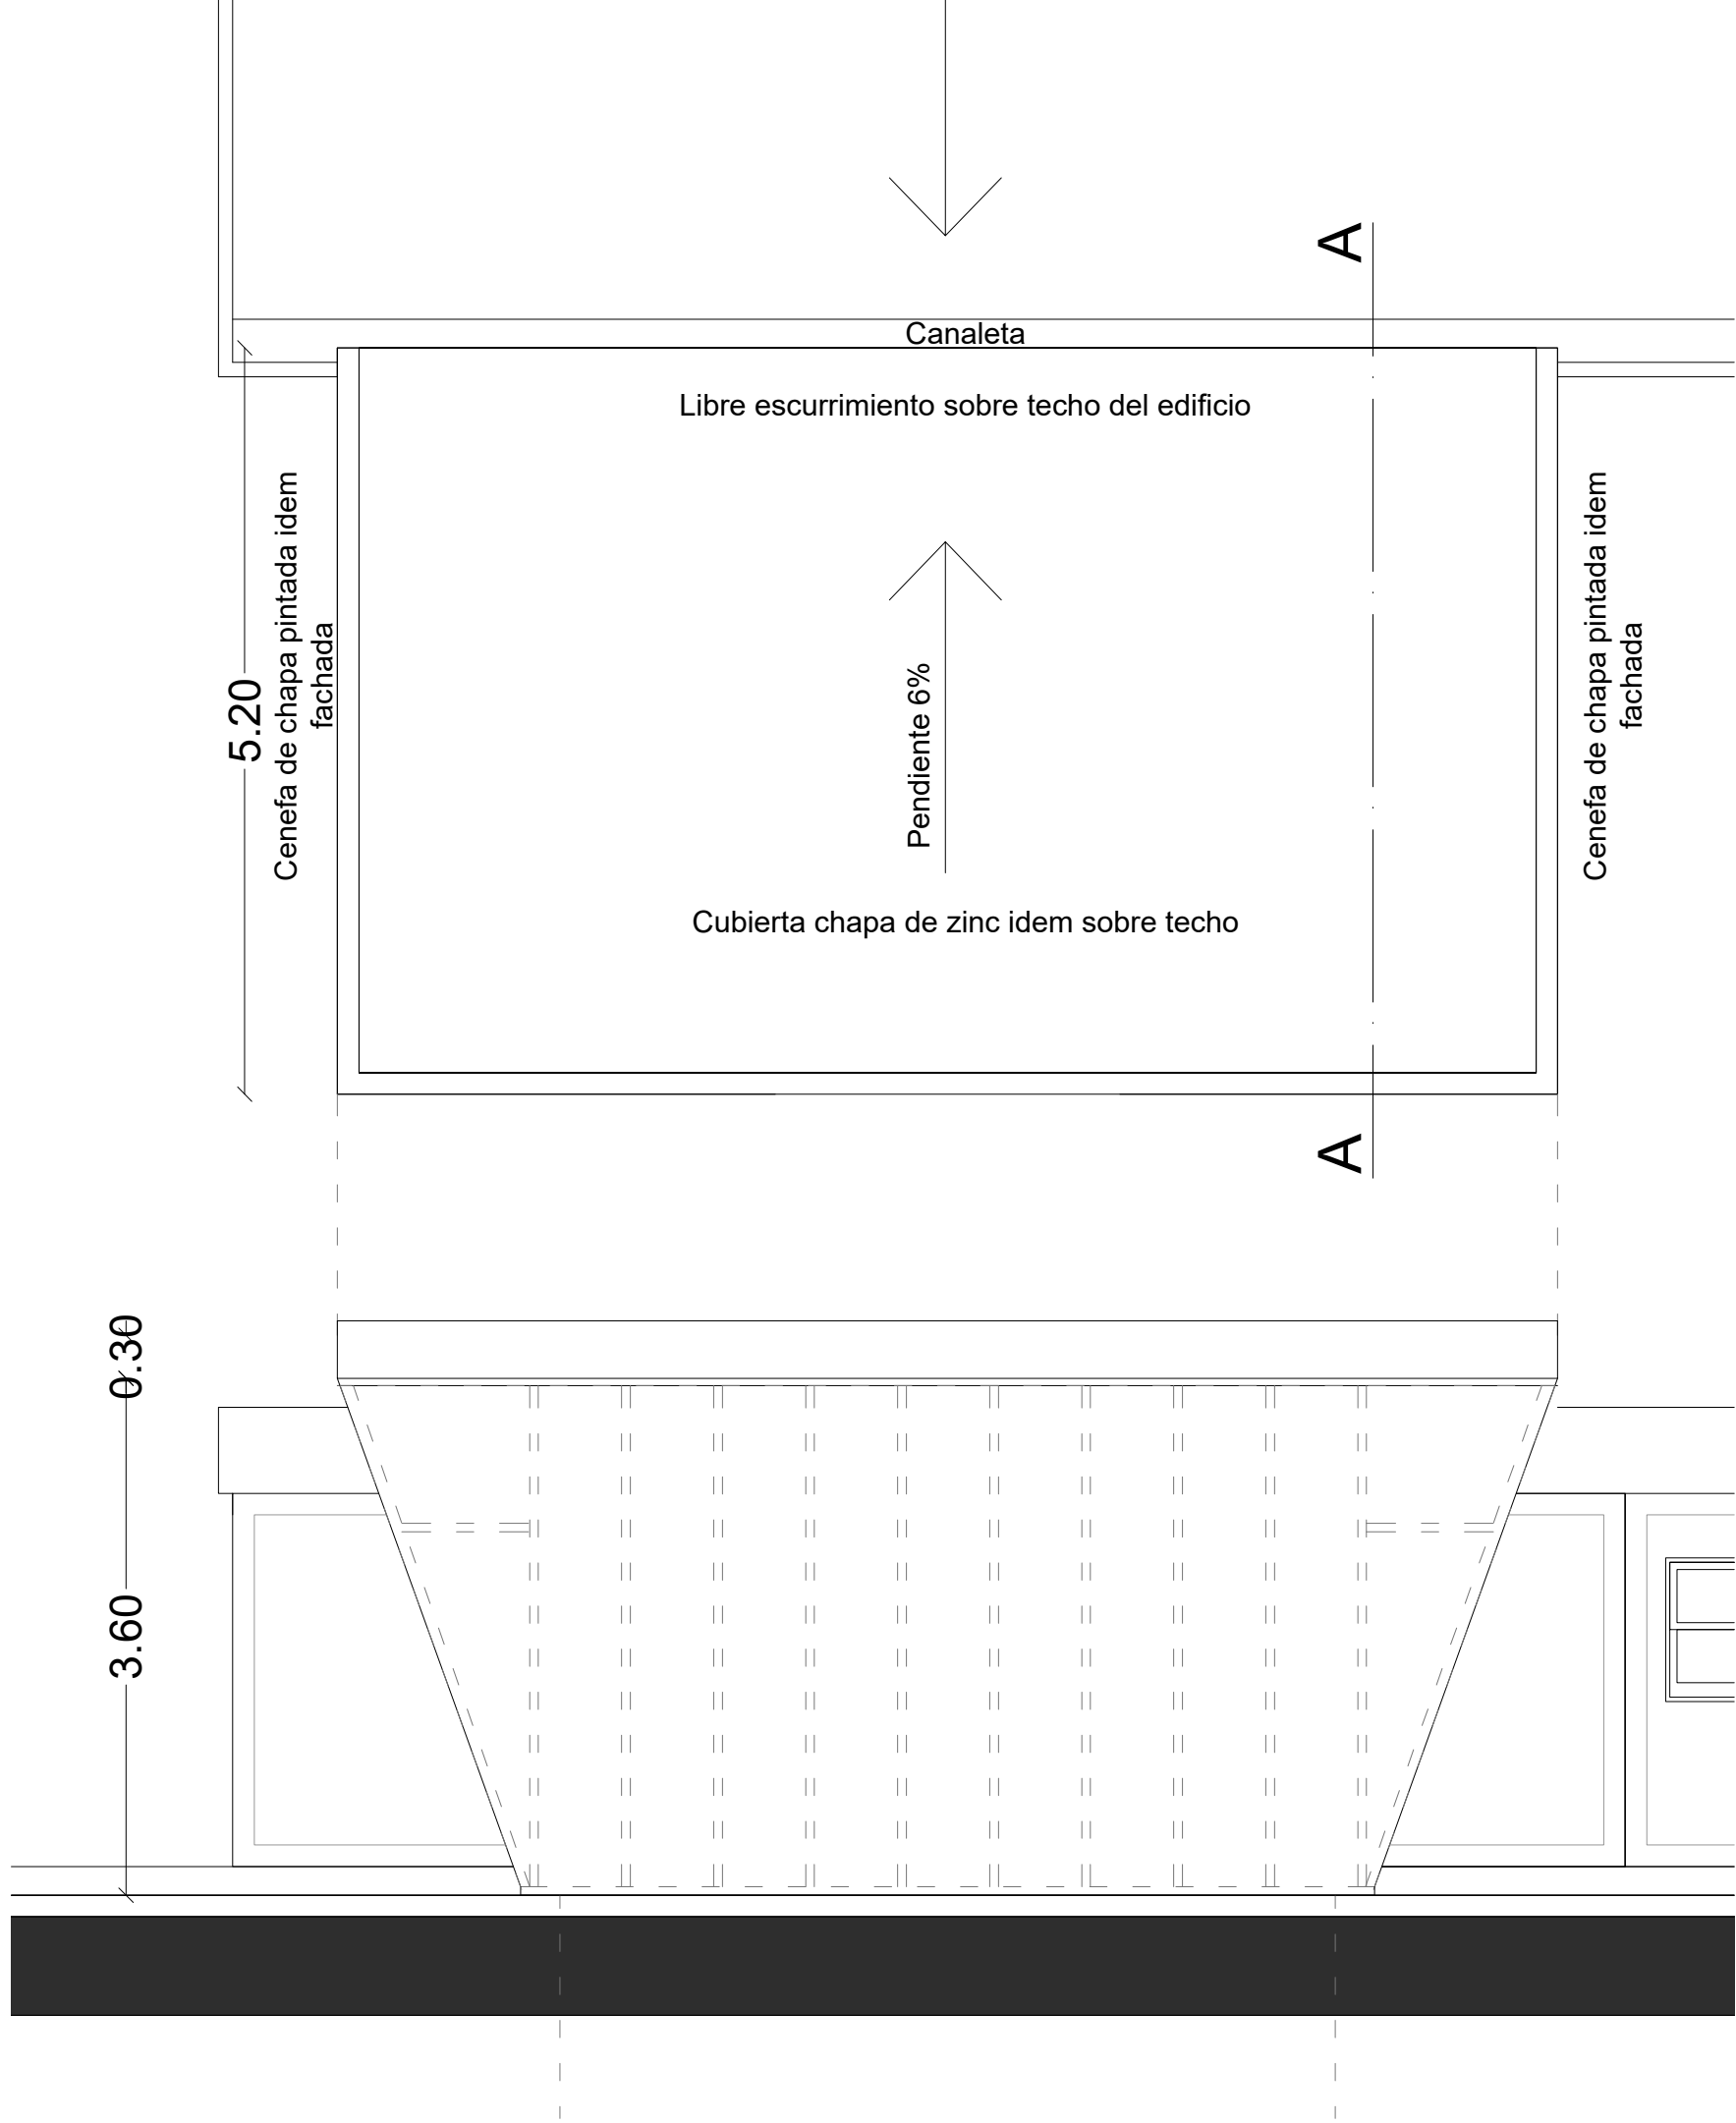 A
Canaleta
Libre escurrimiento sobre techo del edificio
Cenefa de chapa pintada idem
fachada
5.20
Pendiente 6%
Cenefa de chapa pintada idem
fachada
Cubierta chapa de zinc idem sobre techo
A
0.30
3.60